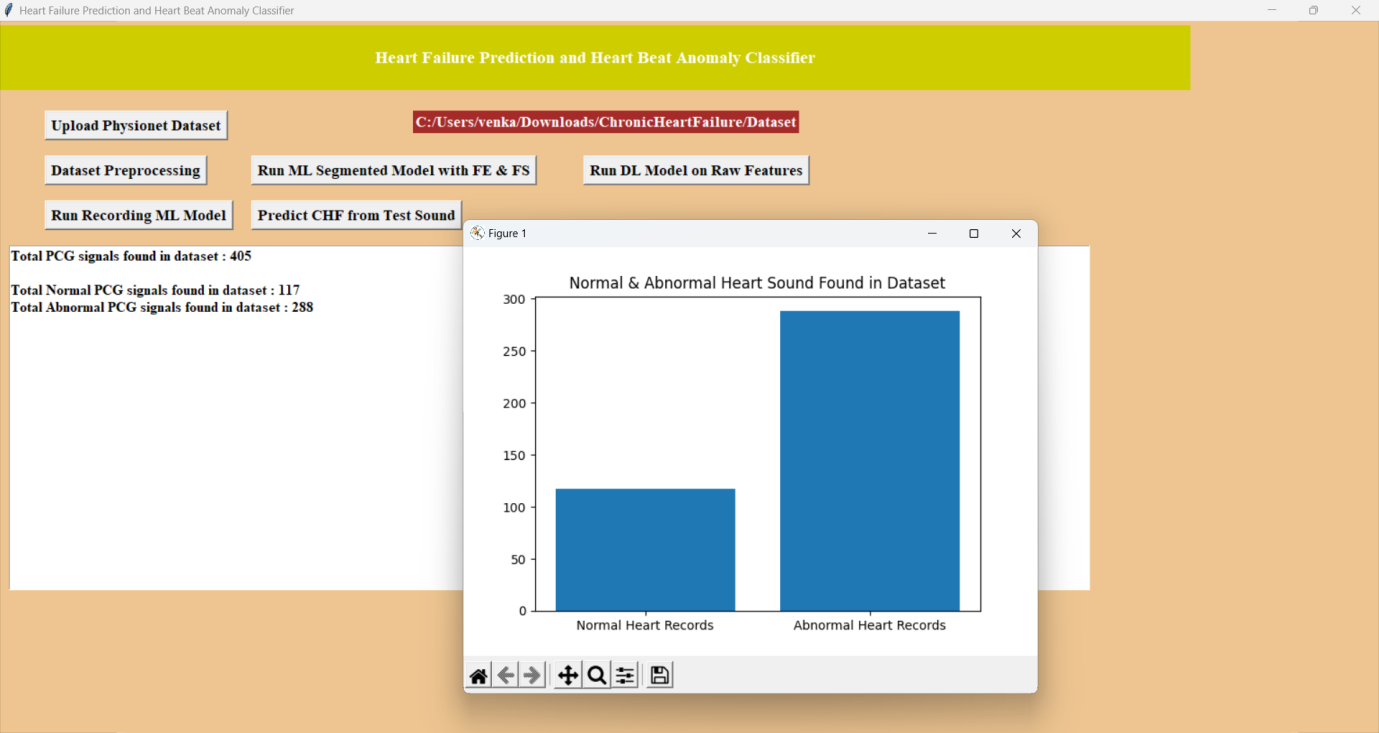 Heart Failure Prediction and Heart Beat Anomaly Classifier
Heart Failure Prediction and Heart Beat Anomaly Classifier
Upload Physionet Dataset
C:/Users/venka/Downloads/ChronicHeartFailure/Dataset
Dataset Preprocessing
Run ML Segmented Model with FE & FS
Run DL Model on Raw Features
Run Recording ML Model
Predict CHF from Test Sound
Total PCG signals found in dataset : 405
Total Normal PCG signals found in dataset : 117
Total Abnormal PCG signals found in dataset : 288
Figure 1
Normal & Abnormal Heart Sound Found in Dataset
300
250
200
150
100
50
0
Normal Heart Records
Abnormal Heart Records